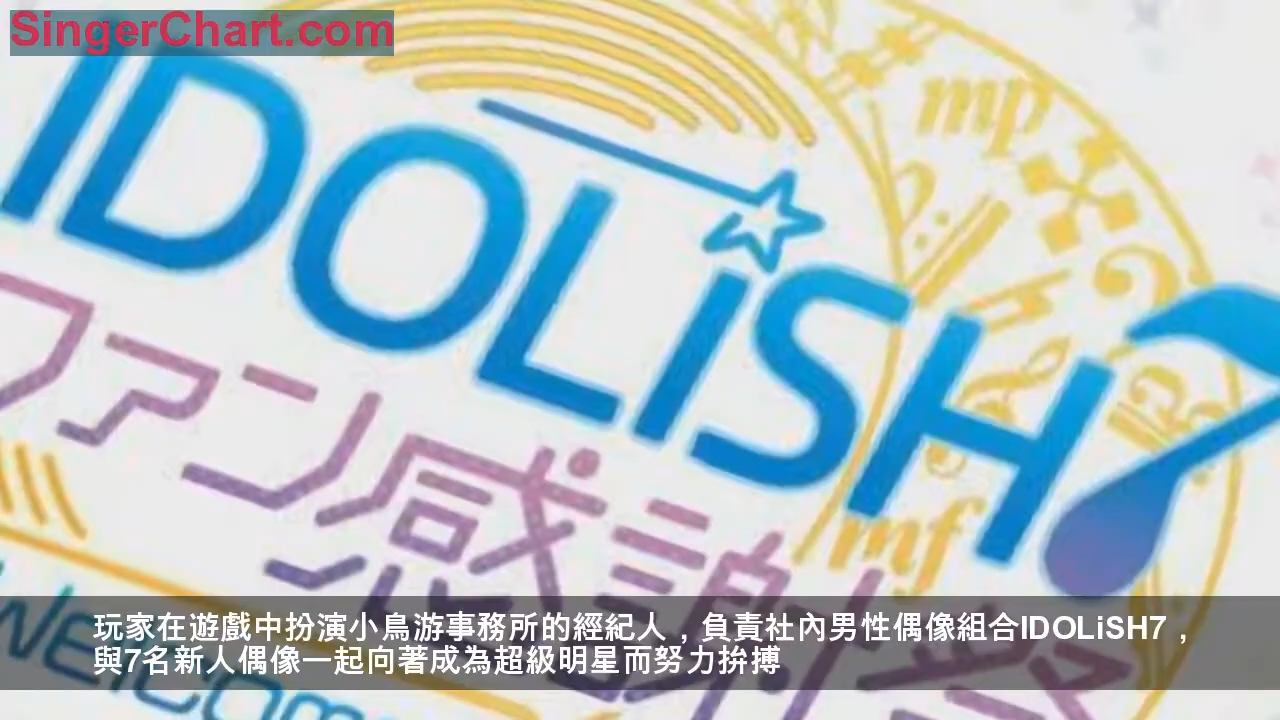 SingerChart.com
mp
IDOLiSH7
ファン感謝祭
mf
Welcome
玩家在遊戲中扮演小鳥游事務所的經紀人，負責社內男性偶像組合IDOLiSH7，
與7名新人偶像一起向著成為超級明星而努力拚搏